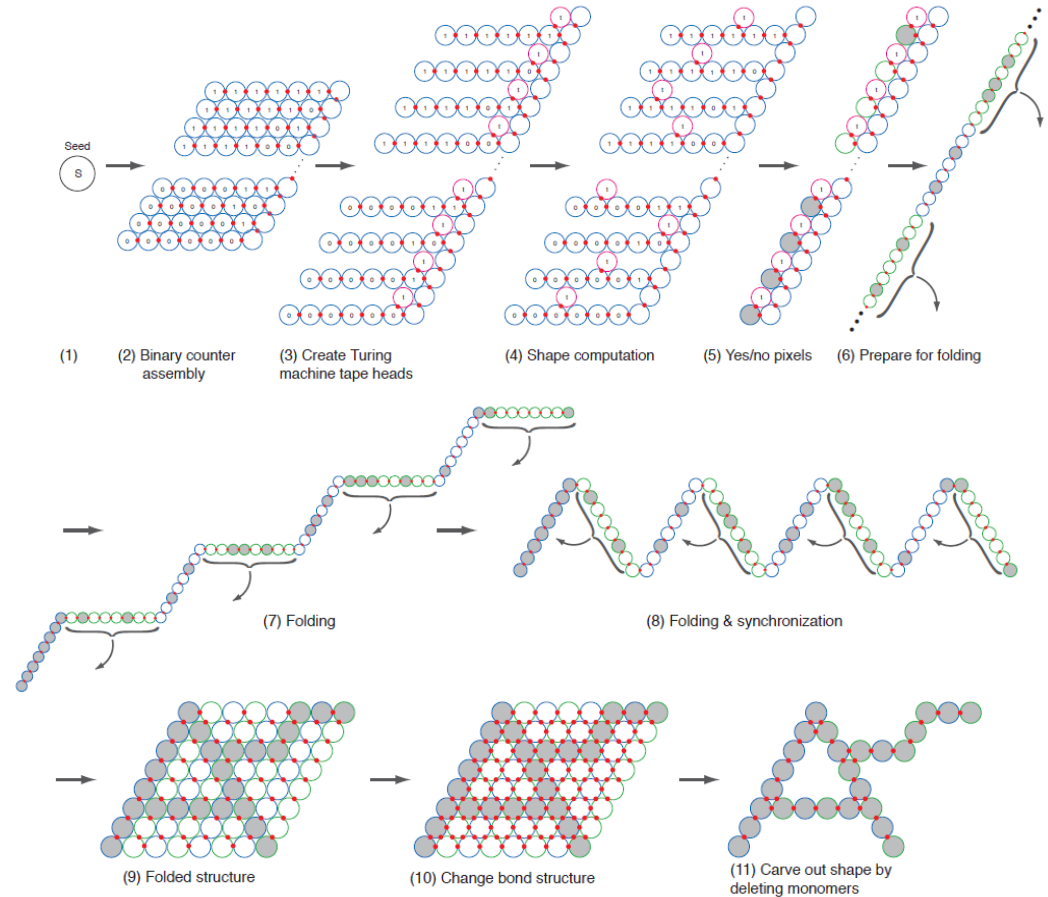 Seed
S
(1)
(2) Binary counter
assembly
(3) Create Turing
machine tape heads
(4) Shape computation
(5) Yes/no pixels
(6) Prepare for folding
(7) Folding
(8) Folding & synchronization
(9) Folded structure
(10) Change bond structure
(11) Carve out shape by
deleting monomers